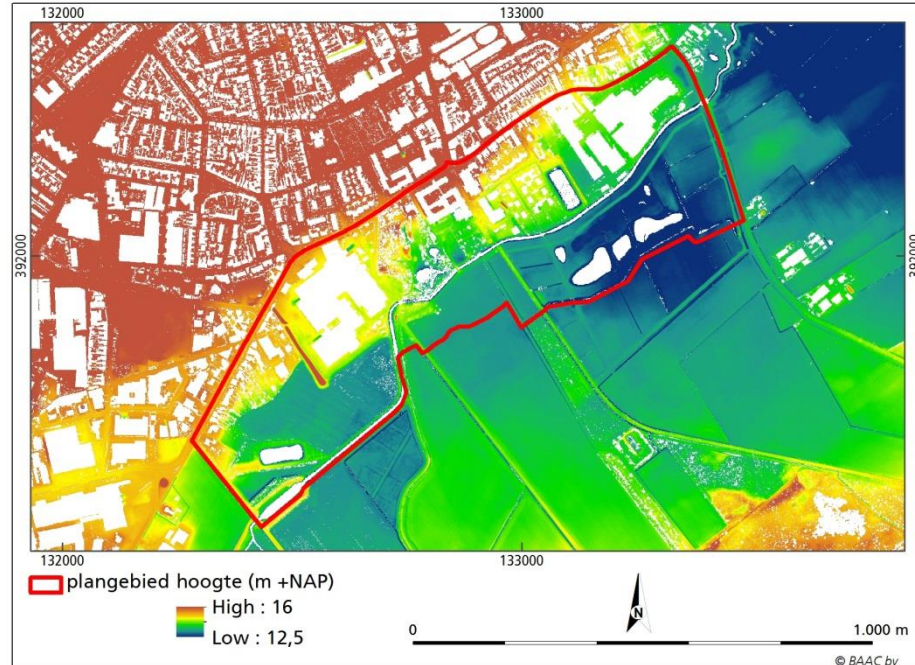 132000
133000
392000
392000
132000
133000
plangebied hoogte (m +NAP)
High : 16
Low : 12,5
N
0
1.000 m
© BAAC bv